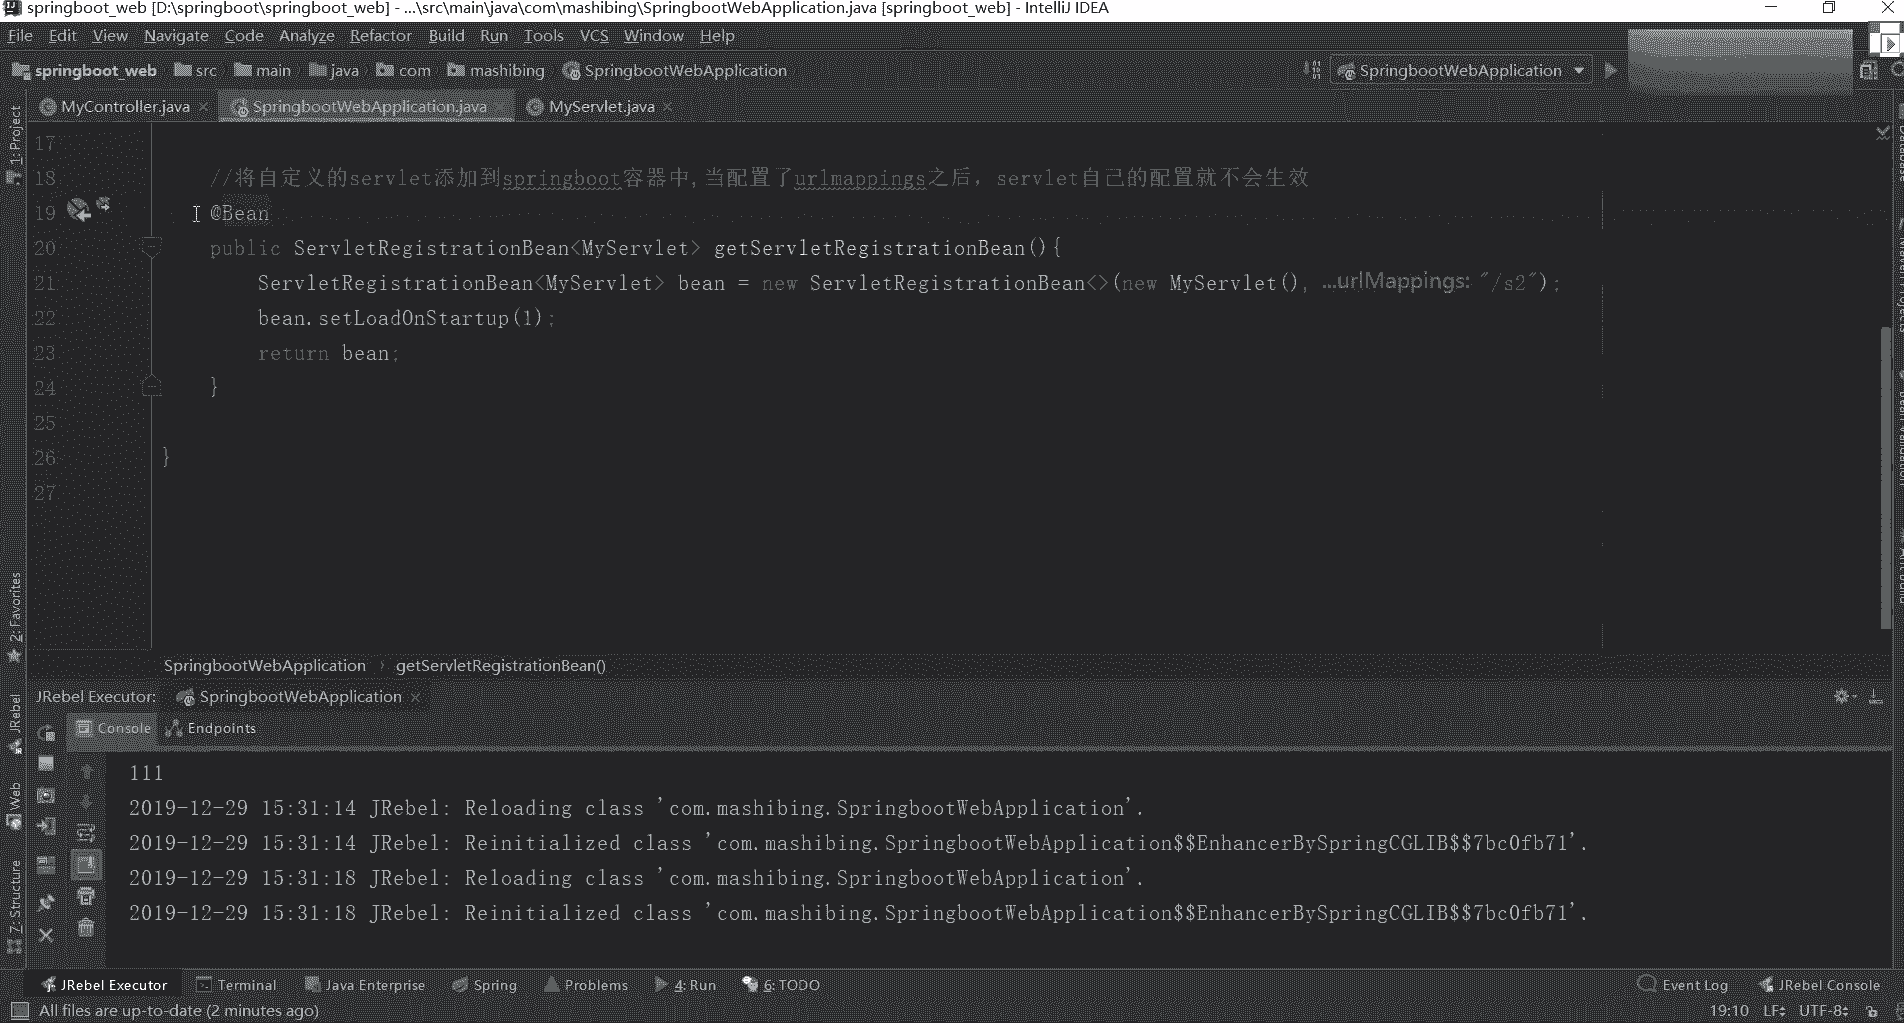 springboot_web [D:\springboot\springboot_web] - ...\src\main\java\com\mashibing\SpringbootWebApplication.java [springboot_web] - IntelliJ IDEA
File Edit View Navigate Code Analyze Refactor Build Run Tools VCS Window Help
springboot_web src main java com mashibing SpringbootWebApplication SpringbootWebApplication
MyController.java SpringbootWebApplication.java MyServlet.java
1: Project
17
18 //将自定义的servlet添加到springboot容器中,当配置了urlmappings之后，servlet自己的配置就不会生效
19 @Bean
20 public ServletRegistrationBean<MyServlet> getServletRegistrationBean(){
21 ServletRegistrationBean<MyServlet> bean = new ServletRegistrationBean<>(new MyServlet(), ...urlMappings: "/s2");
22 bean.setLoadOnStartup(1);
23 return bean;
24 }
25
26 }
27
2: Favorites
SpringbootWebApplication › getServletRegistrationBean()
JRebel Executor: SpringbootWebApplication
JRebel
Console Endpoints
Web
Z: Structure
111
2019-12-29 15:31:14 JRebel: Reloading class 'com.mashibing.SpringbootWebApplication'.
2019-12-29 15:31:14 JRebel: Reinitialized class 'com.mashibing.SpringbootWebApplication$$EnhancerBySpringCGLIB$$7bc0fb71'.
2019-12-29 15:31:18 JRebel: Reloading class 'com.mashibing.SpringbootWebApplication'.
2019-12-29 15:31:18 JRebel: Reinitialized class 'com.mashibing.SpringbootWebApplication$$EnhancerBySpringCGLIB$$7bc0fb71'.
JRebel Executor Terminal Java Enterprise Spring Problems 4: Run 6: TODO Event Log JRebel Console
All files are up-to-date (2 minutes ago) 19:10 LF UTF-8